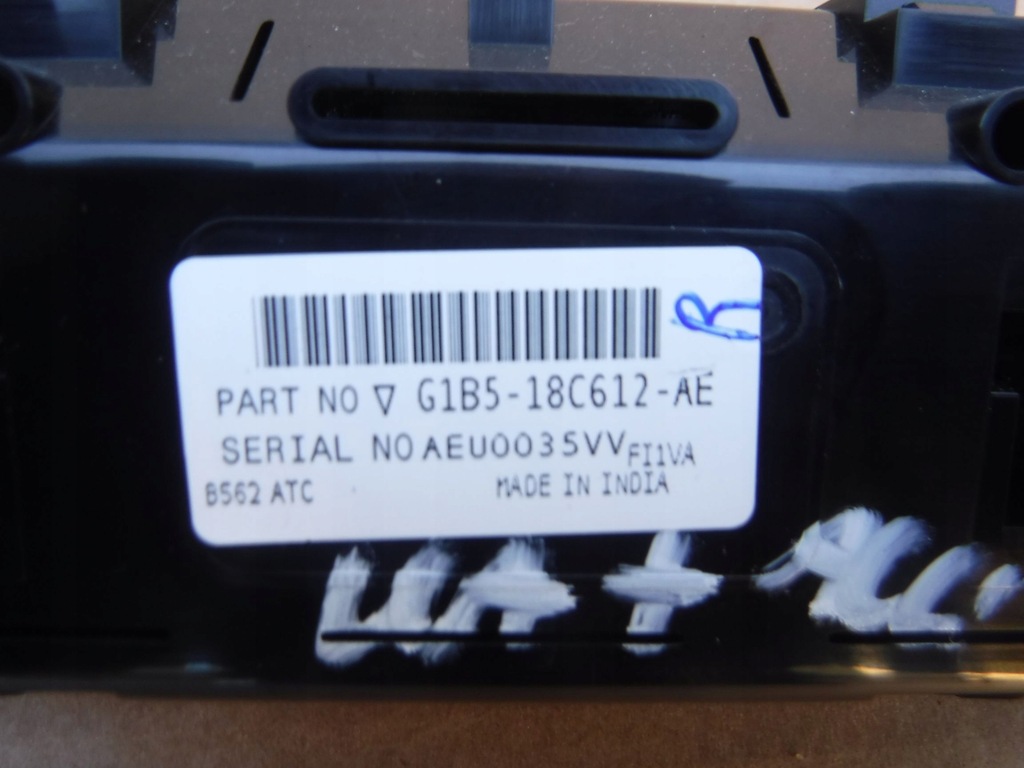 R
PART NO ▽ G1B5-18C612-AE
SERIAL NO AEU0035VV FI1VA
B562 ATC MADE IN INDIA